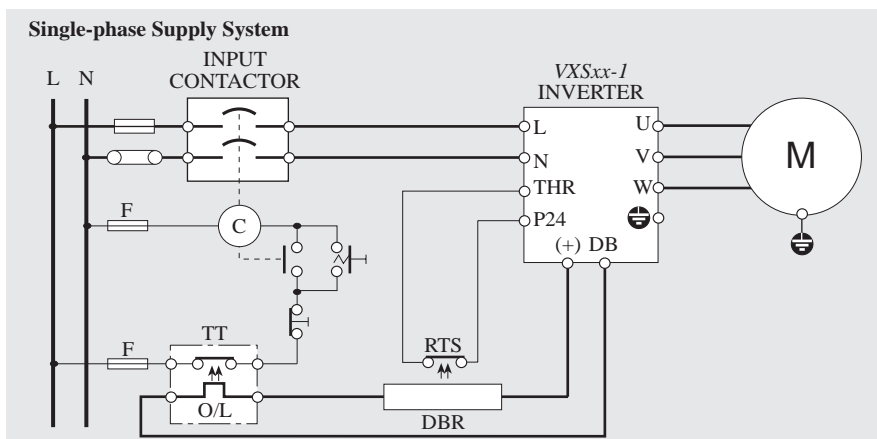 Single-phase Supply System
L N
INPUT
CONTACTOR
VXSxx-1
INVERTER
L
U
N
V
M
THR
W
F
C
P24
(+) DB
F
TT
RTS
O/L
DBR